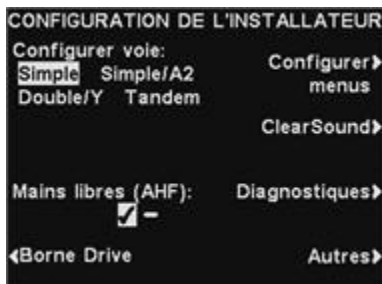 CONFIGURATION DE L'INSTALLATEUR
Configurer voie:
Simple Simple/A2
Double/Y Tandem
Configurer❯
menus
ClearSound❯
Mains libres (AHF):
✓ –
Diagnostiques❯
❮Borne Drive
Autres❯